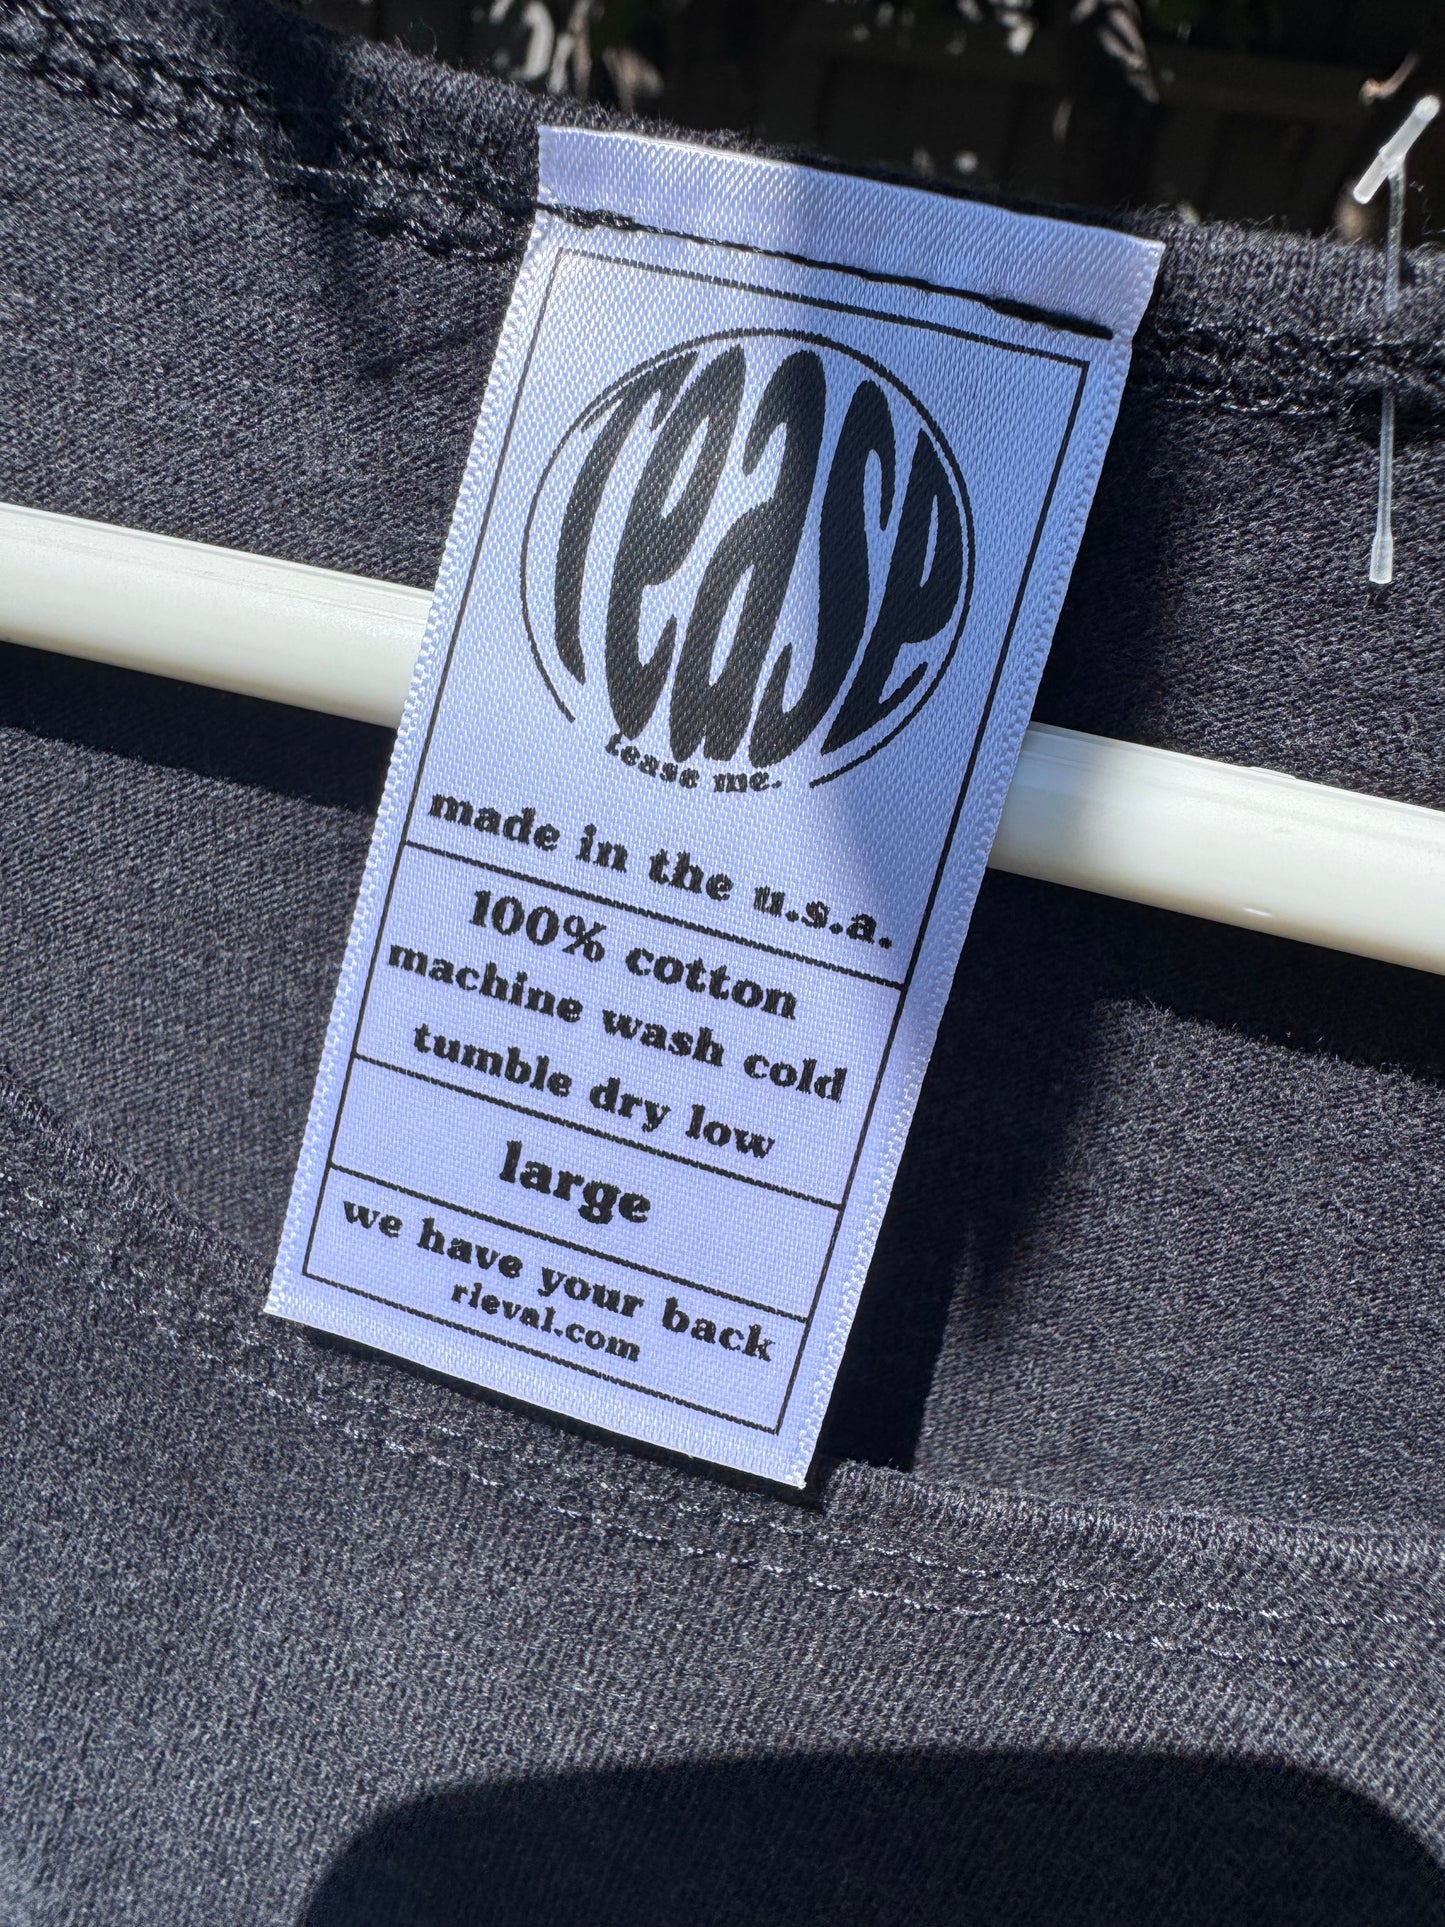 tease
tease me.
made in the u.s.a.
100% cotton
machine wash cold
tumble dry low
large
we have your back
rleval.com